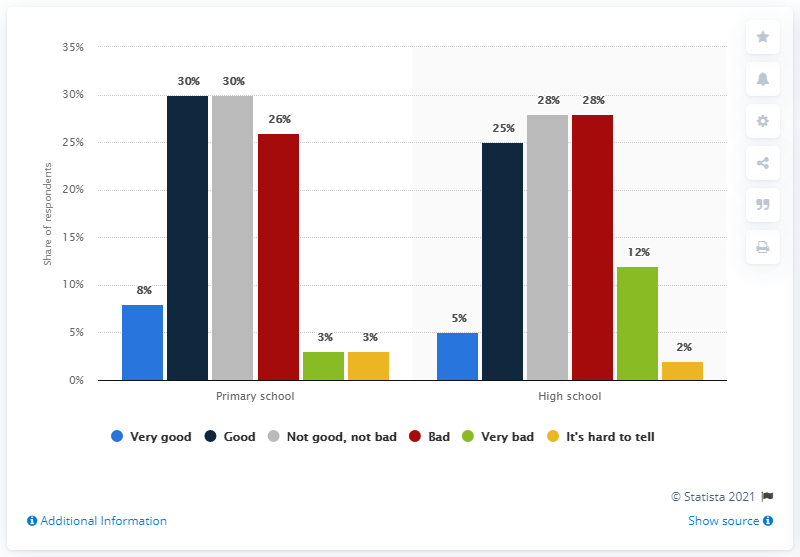 35%
30%
25%
20%
15%
10%
5%
0%
Share of respondents
8%
30%
30%
26%
3%
3%
5%
25%
28%
28%
12%
2%
Primary school
High school
Very good
Good
Not good, not bad
Bad
Very bad
It's hard to tell
© Statista 2021
Additional Information
Show source